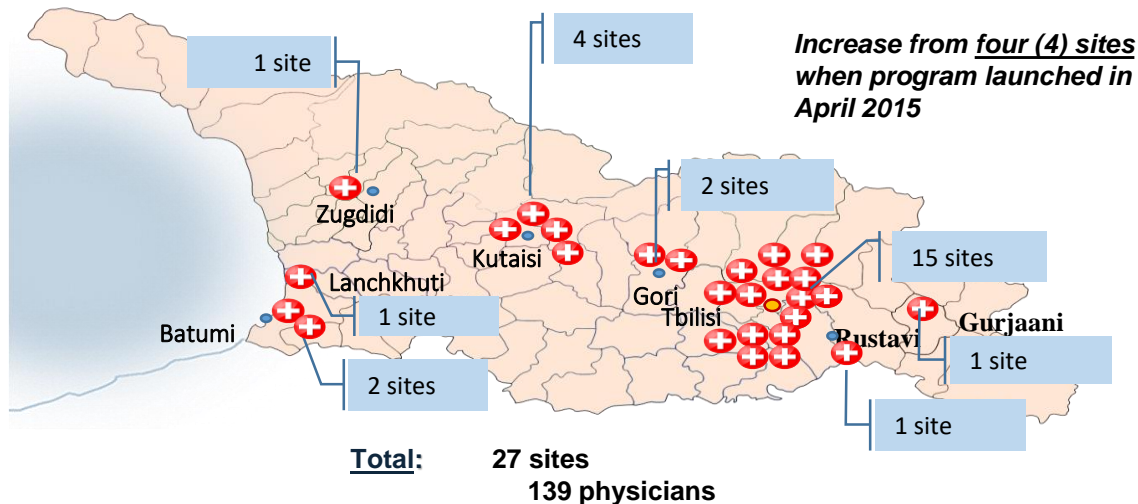 4 sites
Increase from four (4) sites
when program launched in
April 2015
1 site
2 sites
Zugdidi
Kutaisi
15 sites
Gori
Lanchkhuti
Tbilisi
1 site
Batumi
Rustavi
Gurjaani
1 site
2 sites
1 site
Total: 27 sites
139 physicians